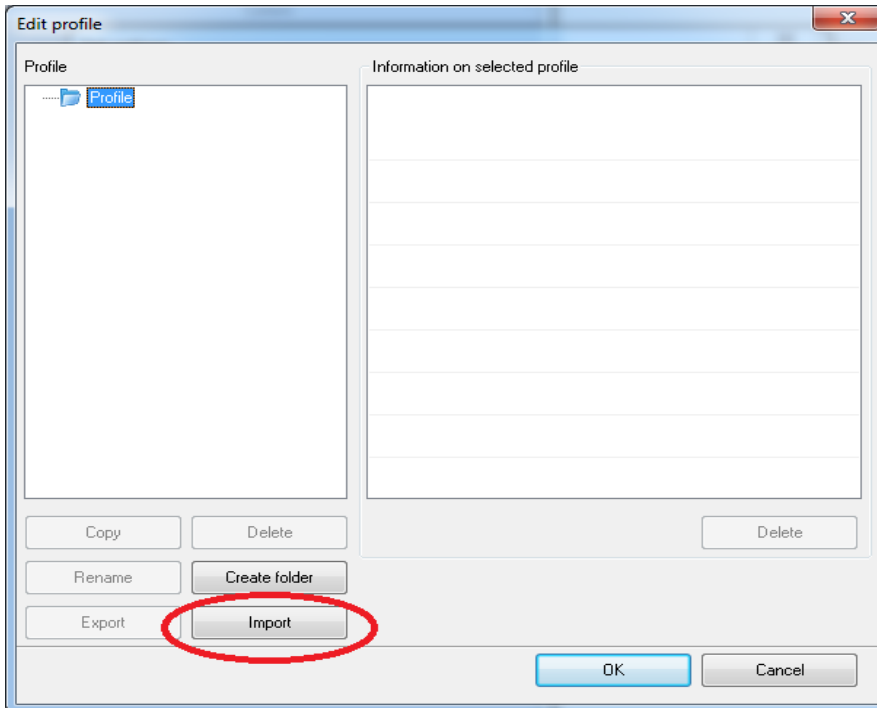 Edit profile
Profile
Information on selected profile
Profile
Copy
Delete
Delete
Rename
Create folder
Export
Import
OK
Cancel